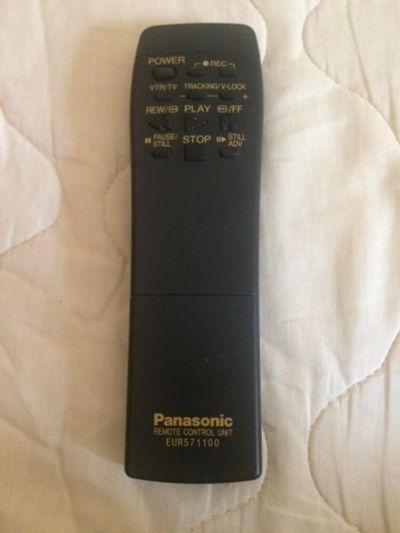 POWER ●REC
VTR/TV TRACKING/V-LOCK
− +
REW/ PLAY /FF
PAUSE/ STOP STILL
STILL ADV
Panasonic
REMOTE CONTROL UNIT
EUR571100